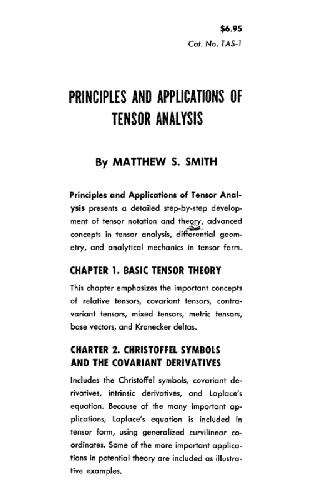 $6.95
Cat. No. TAS-1
PRINCIPLES AND APPLICATIONS OF
TENSOR ANALYSIS
By MATTHEW S. SMITH
Principles and Applications of Tensor Anal-
ysis presents a detailed step-by-step develop-
ment of tensor notation and theory, advanced
concepts in tensor analysis, differential geom-
etry, and analytical mechanics in tensor form.
CHAPTER 1. BASIC TENSOR THEORY
This chapter emphasizes the important concepts
of relative tensors, covariant tensors, contra-
variant tensors, mixed tensors, metric tensors,
base vectors, and Kronecker deltas.
CHARTER 2. CHRISTOFFEL SYMBOLS
AND THE COVARIANT DERIVATIVES
Includes the Christoffel symbols, covariant de-
rivatives, intrinsic derivatives, and Laplace's
equation. Because of the many important ap-
plications, Laplace's equation is included in
tensor form, using generalized curvilinear co-
ordinates. Some of the more important applica-
tions in potential theory are included as illustra-
tive examples.